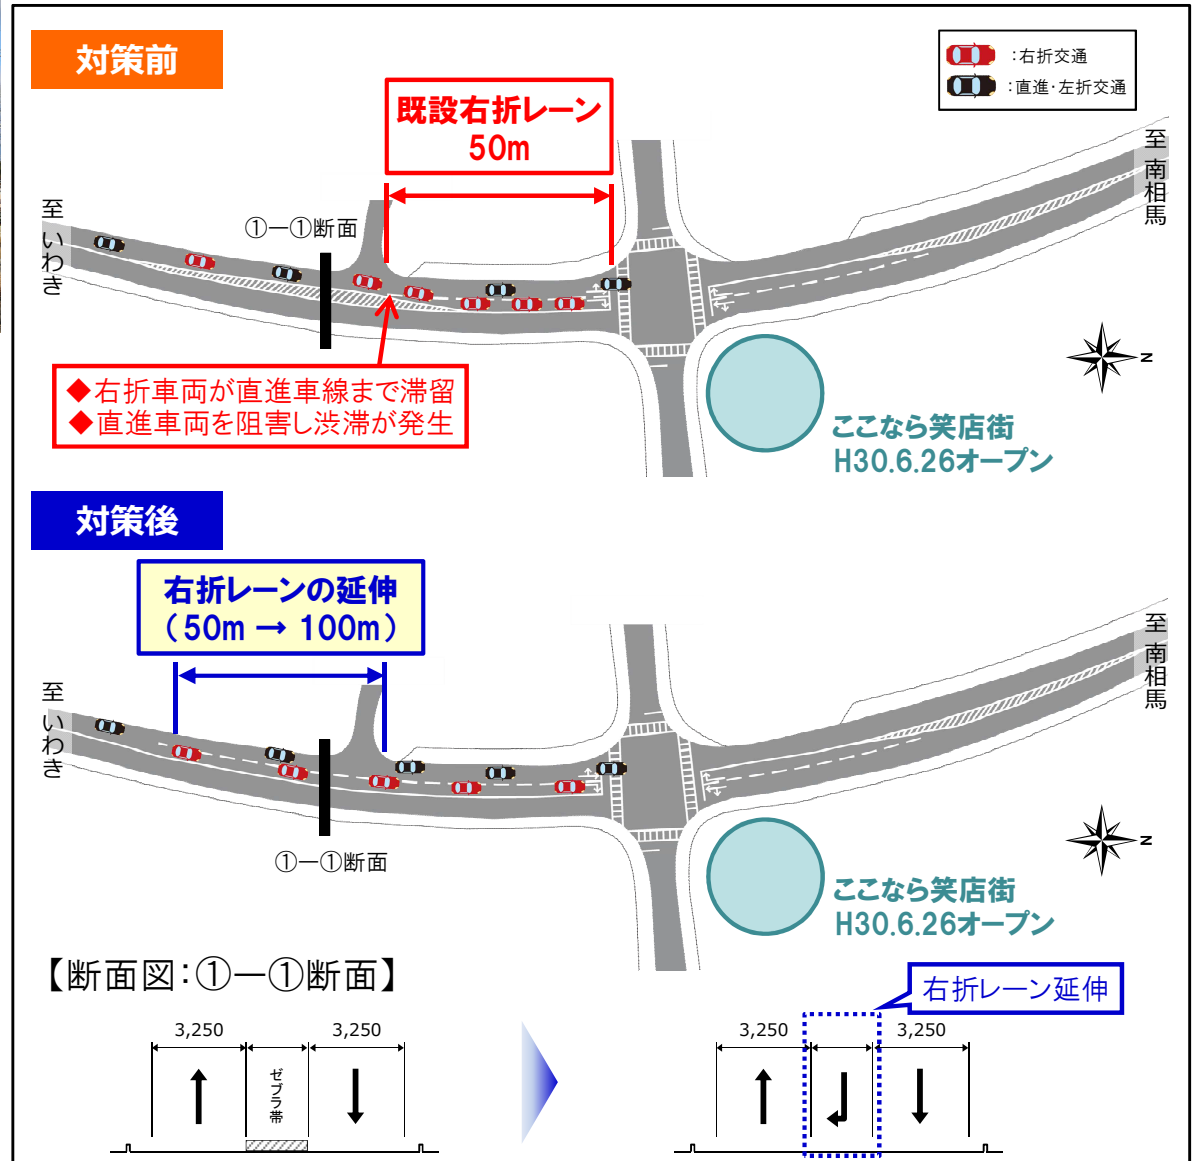 対策前
:右折交通
:直進・左折交通
既設右折レーン
50m
至 いわき
①ー①断面
至 南相馬
N
◆右折車両が直進車線まで滞留
◆直進車両を阻害し渋滞が発生
ここなら笑店街
H30.6.26オープン
対策後
右折レーンの延伸
（50m → 100m）
至 いわき
至 南相馬
①ー①断面
N
ここなら笑店街
H30.6.26オープン
【断面図:①ー①断面】
右折レーン延伸
3,250
3,250
ゼブラ帯
3,250
3,250